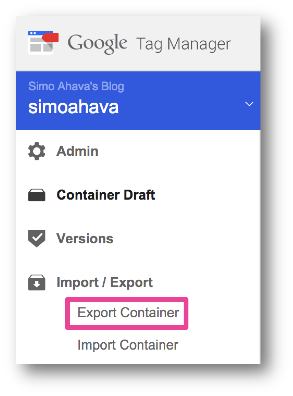 Google Tag Manager
Simo Ahava's Blog
simoahava
Admin
Container Draft
Versions
Import / Export
Export Container
Import Container